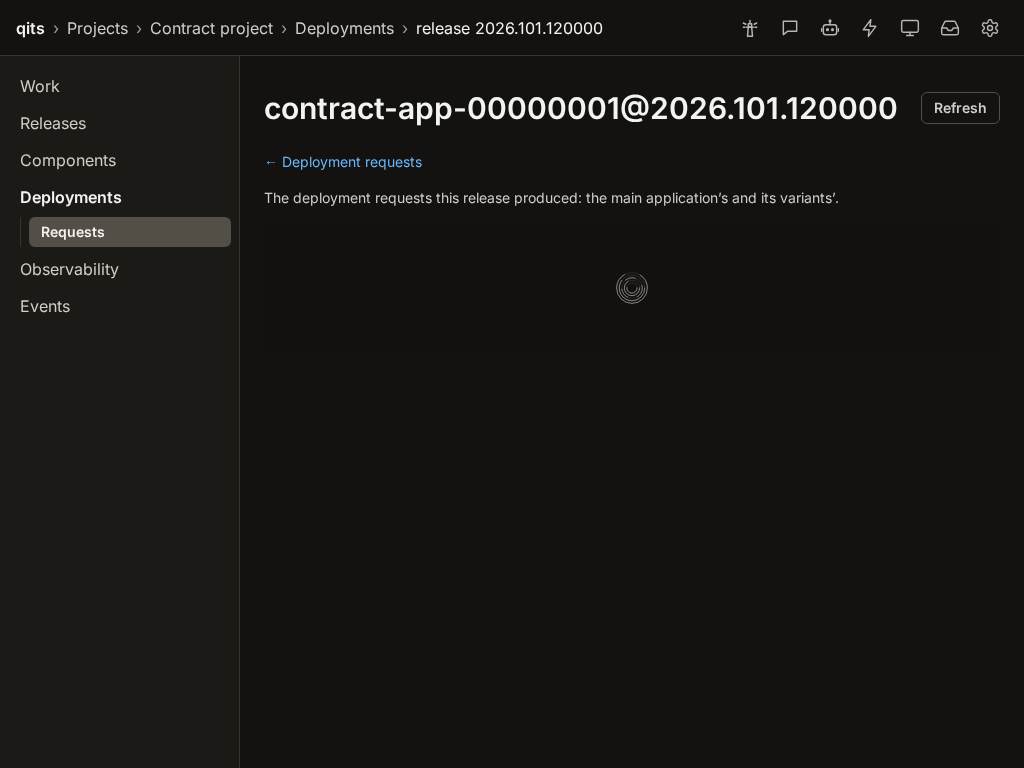 qits › Projects › Contract project › Deployments › release 2026.101.120000
Work
Releases
Components
Deployments
Requests
Observability
Events
contract-app-00000001@2026.101.120000
Refresh
← Deployment requests
The deployment requests this release produced: the main application’s and its variants’.